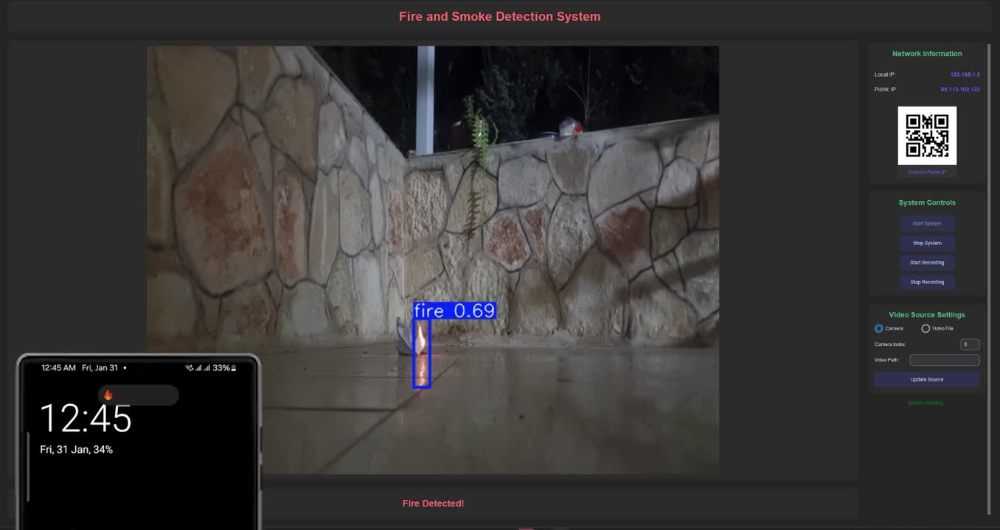 Fire and Smoke Detection System
Network Information
Local IP: 192.168.1.2
Public IP: 85.113.102.132
Scan for Public IP
System Controls
Start System
Stop System
Start Recording
Stop Recording
Video Source Settings
Camera Video File
Camera Index: 0
Video Path:
Update Source
System Running
fire 0.69
12:45 AM Fri, Jan 31 • 33%
12:45
Fri, 31 Jan, 34%
Fire Detected!